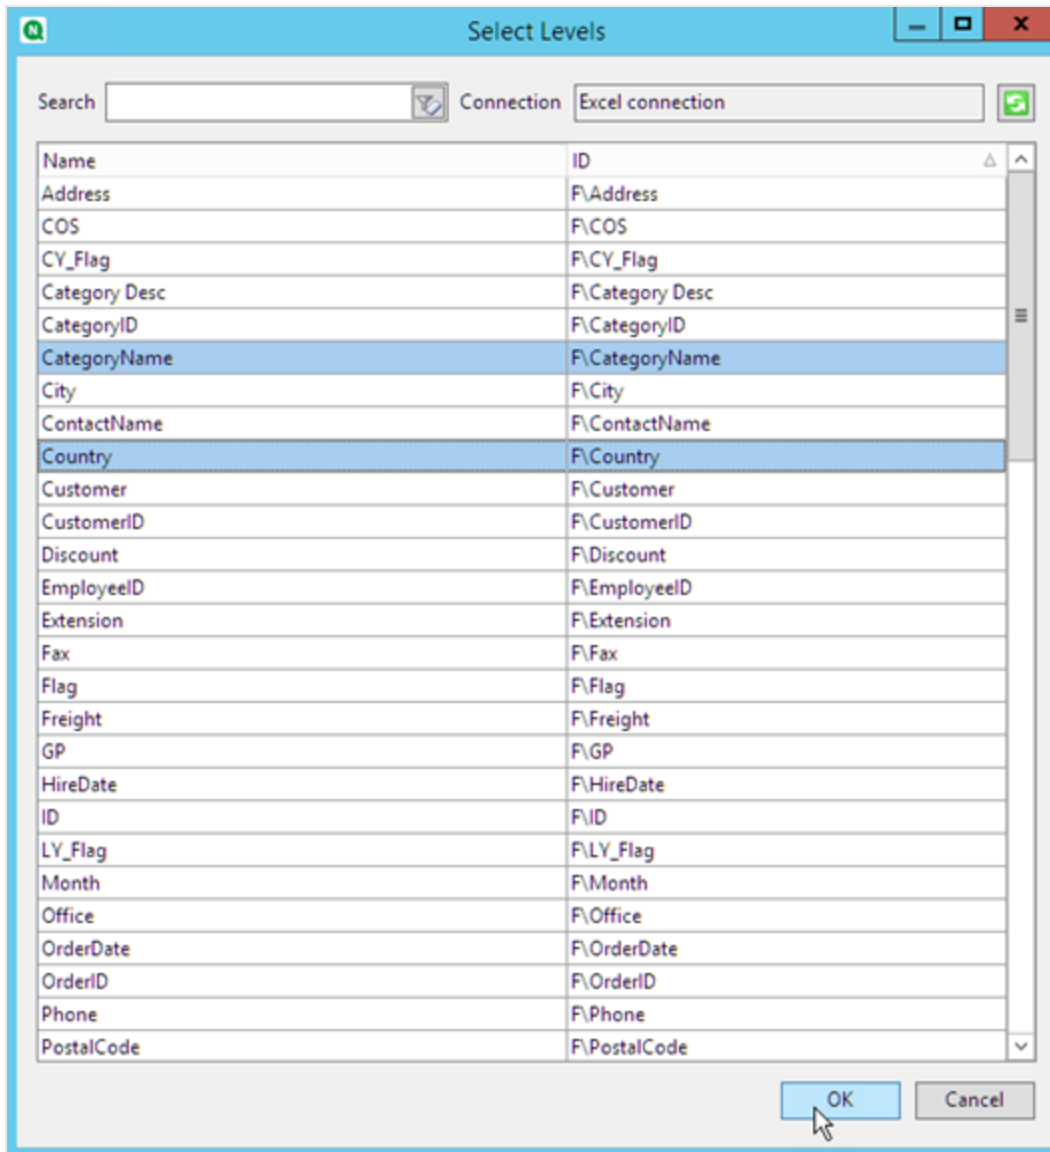 N
Select Levels
Search Connection Excel connection
Name ID
Address F\Address
COS F\COS
CY_Flag F\CY_Flag
Category Desc F\Category Desc
CategoryID F\CategoryID
CategoryName F\CategoryName
City F\City
ContactName F\ContactName
Country F\Country
Customer F\Customer
CustomerID F\CustomerID
Discount F\Discount
EmployeeID F\EmployeeID
Extension F\Extension
Fax F\Fax
Flag F\Flag
Freight F\Freight
GP F\GP
HireDate F\HireDate
ID F\ID
LY_Flag F\LY_Flag
Month F\Month
Office F\Office
OrderDate F\OrderDate
OrderID F\OrderID
Phone F\Phone
PostalCode F\PostalCode
OK Cancel